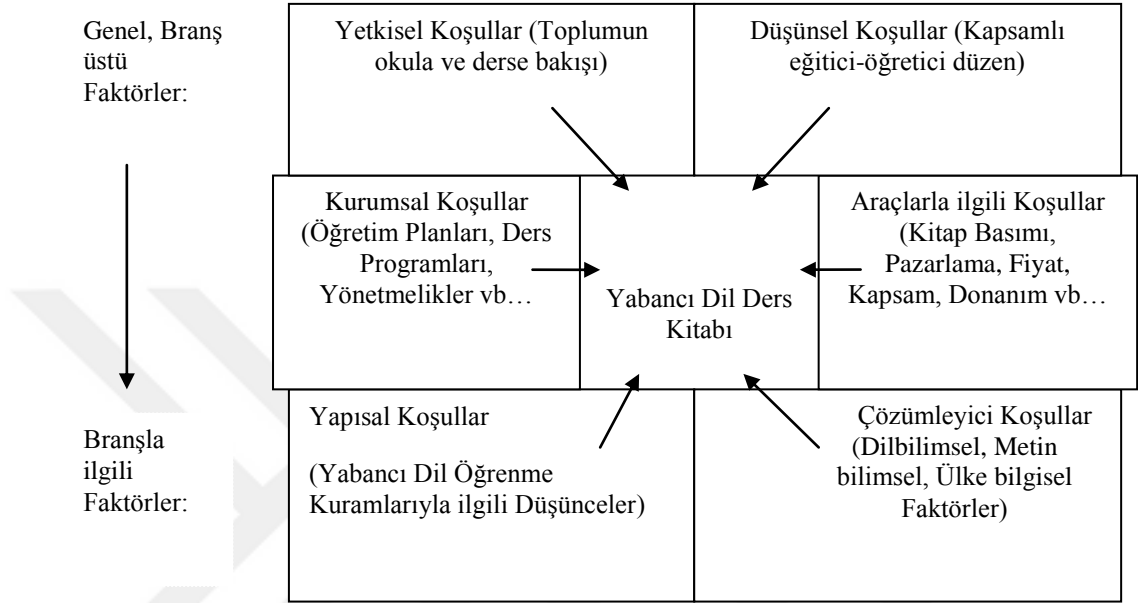 Genel, Branş
üstü
Faktörler:
Yetkisel Koşullar (Toplumun
okula ve derse bakışı)
Düşünsel Koşullar (Kapsamlı
eğitici-öğretici düzen)
Kurumsal Koşullar
(Öğretim Planları, Ders
Programları,
Yönetmelikler vb…
Yabancı Dil Ders
Kitabı
Araçlarla ilgili Koşullar
(Kitap Basımı,
Pazarlama, Fiyat,
Kapsam, Donanım vb…
Branşla
ilgili
Faktörler:
Yapısal Koşullar
(Yabancı Dil Öğrenme
Kuramlarıyla ilgili Düşünceler)
Çözümleyici Koşullar
(Dilbilimsel, Metin
bilimsel, Ülke bilgisel
Faktörler)